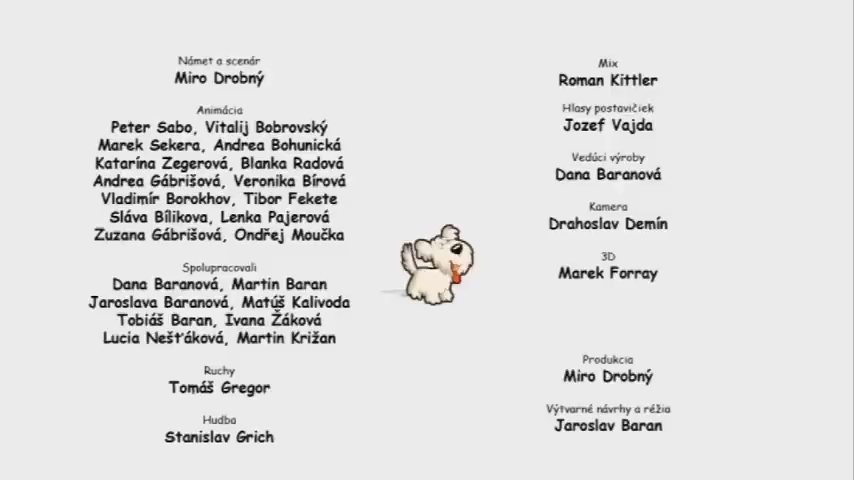 Námet a scenár
Miro Drobný
Animácia
Peter Sabo, Vitalij Bobrovský
Marek Sekera, Andrea Bohunická
Katarína Zegerová, Blanka Radová
Andrea Gábrišová, Veronika Bírová
Vladimír Borokhov, Tibor Fekete
Sláva Bílikova, Lenka Pajerová
Zuzana Gábrišová, Ondřej Moučka
Spolupracovali
Dana Baranová, Martin Baran
Jaroslava Baranová, Matúš Kalivoda
Tobiáš Baran, Ivana Žáková
Lucia Nešťáková, Martin Križan
Ruchy
Tomáš Gregor
Hudba
Stanislav Grich
Mix
Roman Kittler
Hlasy postavičiek
Jozef Vajda
Vedúci výroby
Dana Baranová
Kamera
Drahoslav Demín
3D
Marek Forray
Produkcia
Miro Drobný
Výtvarné návrhy a réžia
Jaroslav Baran